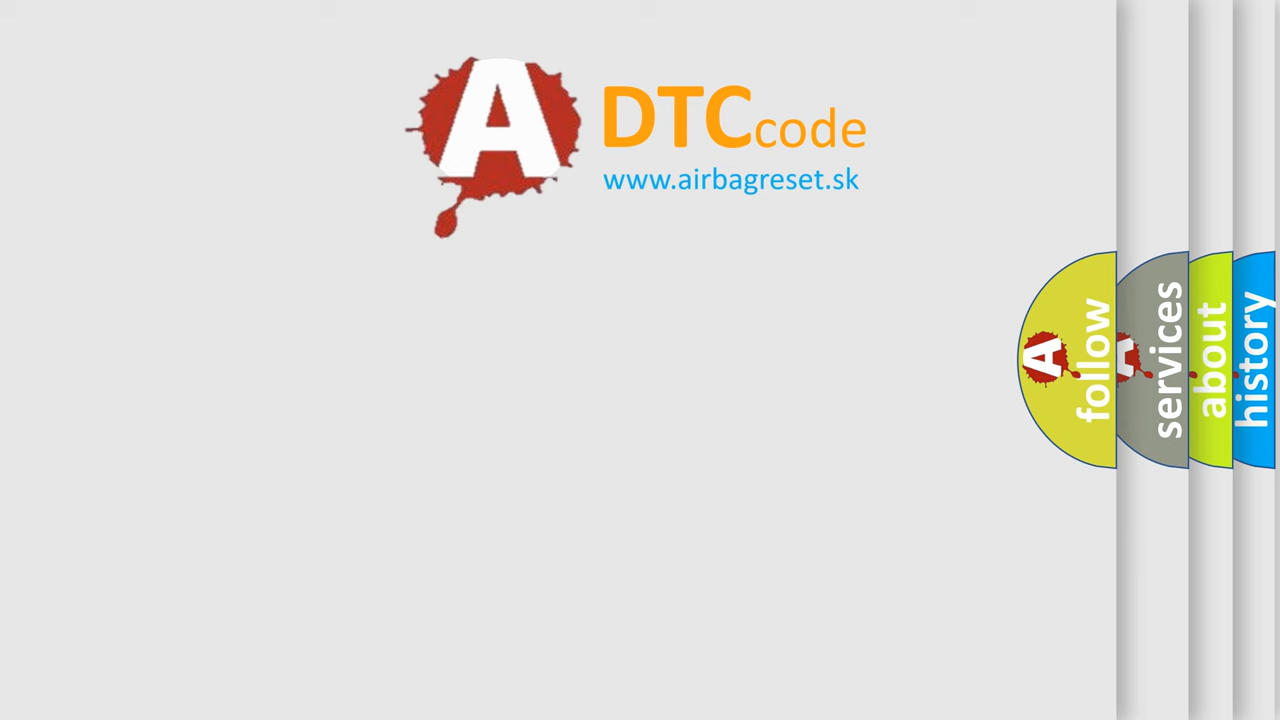 A
DTCcode
www.airbagreset.sk
A
follow
A
services
about
history